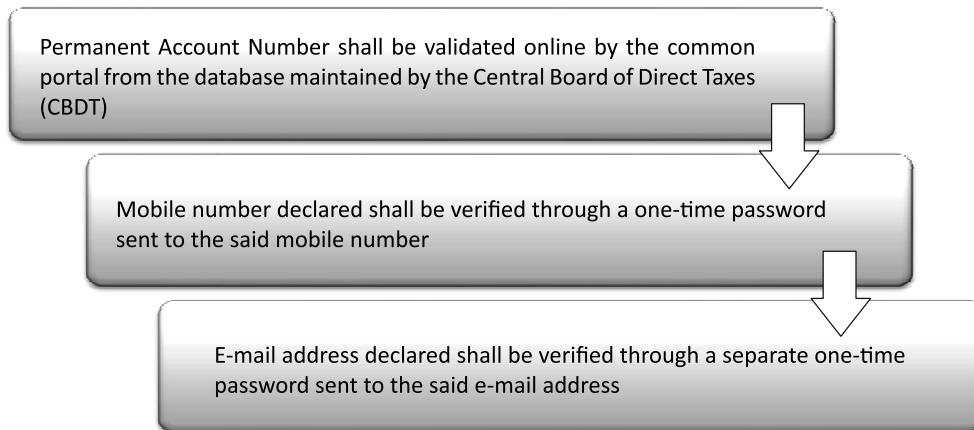 Permanent Account Number shall be validated online by the common
portal from the database maintained by the Central Board of Direct Taxes
(CBDT)
Mobile number declared shall be verified through a one-time password
sent to the said mobile number
E-mail address declared shall be verified through a separate one-time
password sent to the said e-mail address